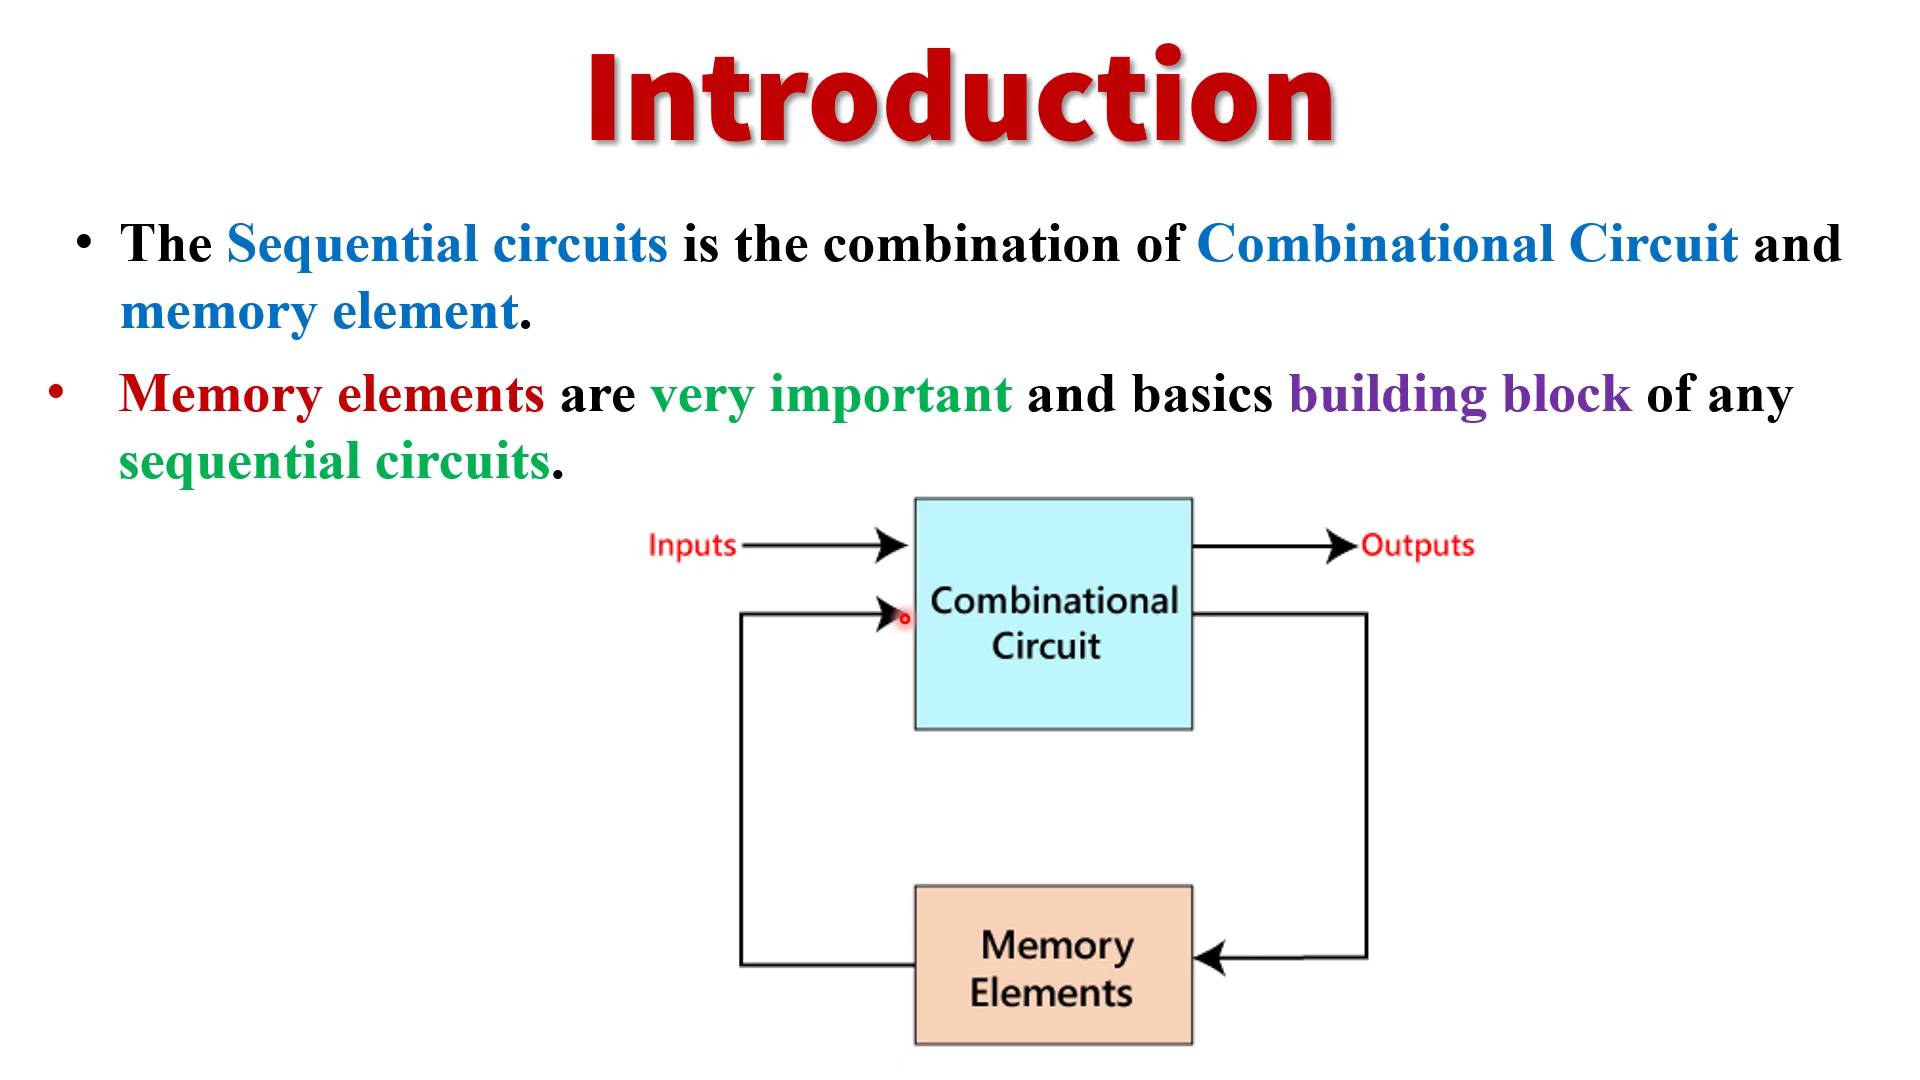 Introduction
• The Sequential circuits is the combination of Combinational Circuit and
memory element.
• Memory elements are very important and basics building block of any
sequential circuits.
Inputs
Outputs
Combinational
Circuit
Memory
Elements